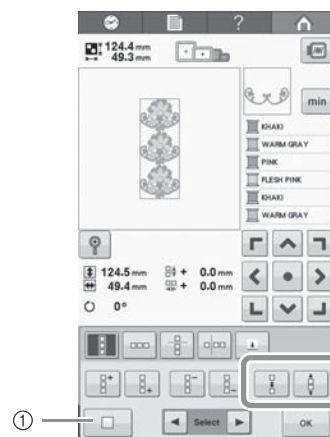 ?
124.4 mm
49.3 mm
min
KHAKI
WARM GRAY
PINK
FLESH PINK
KHAKI
WARM GRAY
124.5 mm + 0.0 mm
49.4 mm + 0.0 mm
0°
① Select OK